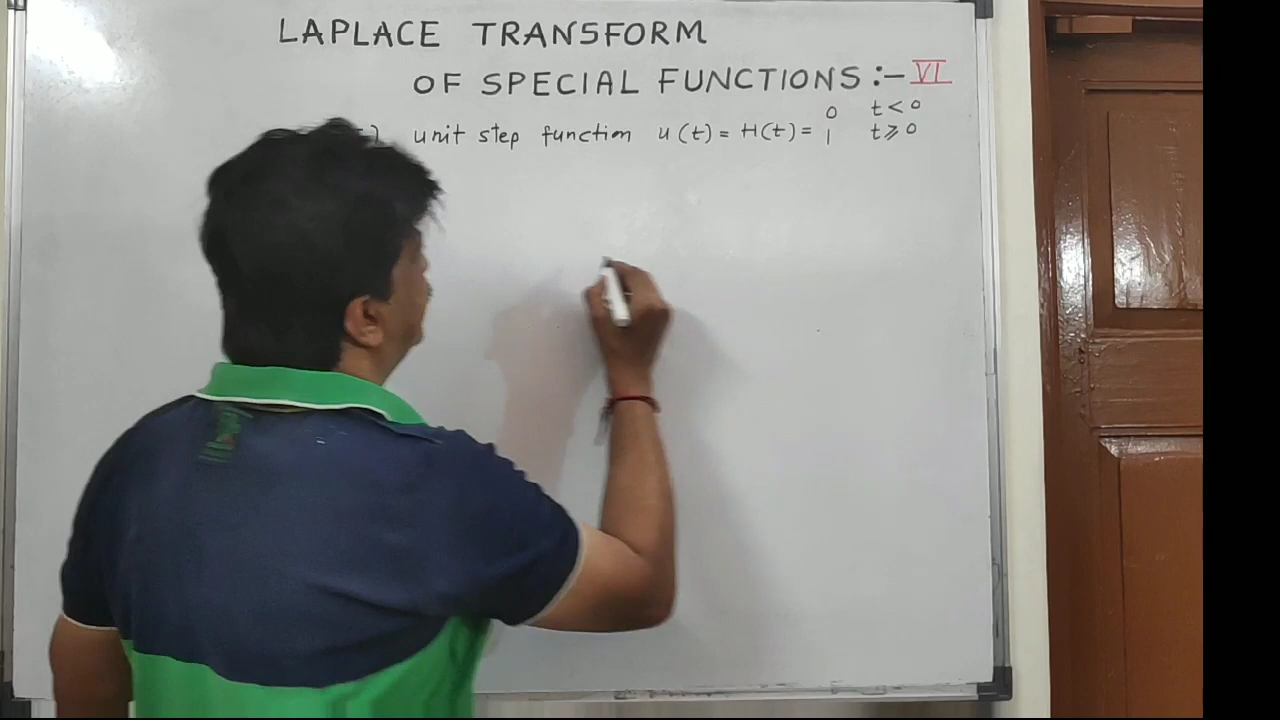 LAPLACE TRANSFORM
OF SPECIAL FUNCTIONS :- VI
unit step function u(t) = H(t) = 0 t < 0
1 t ⩾ 0